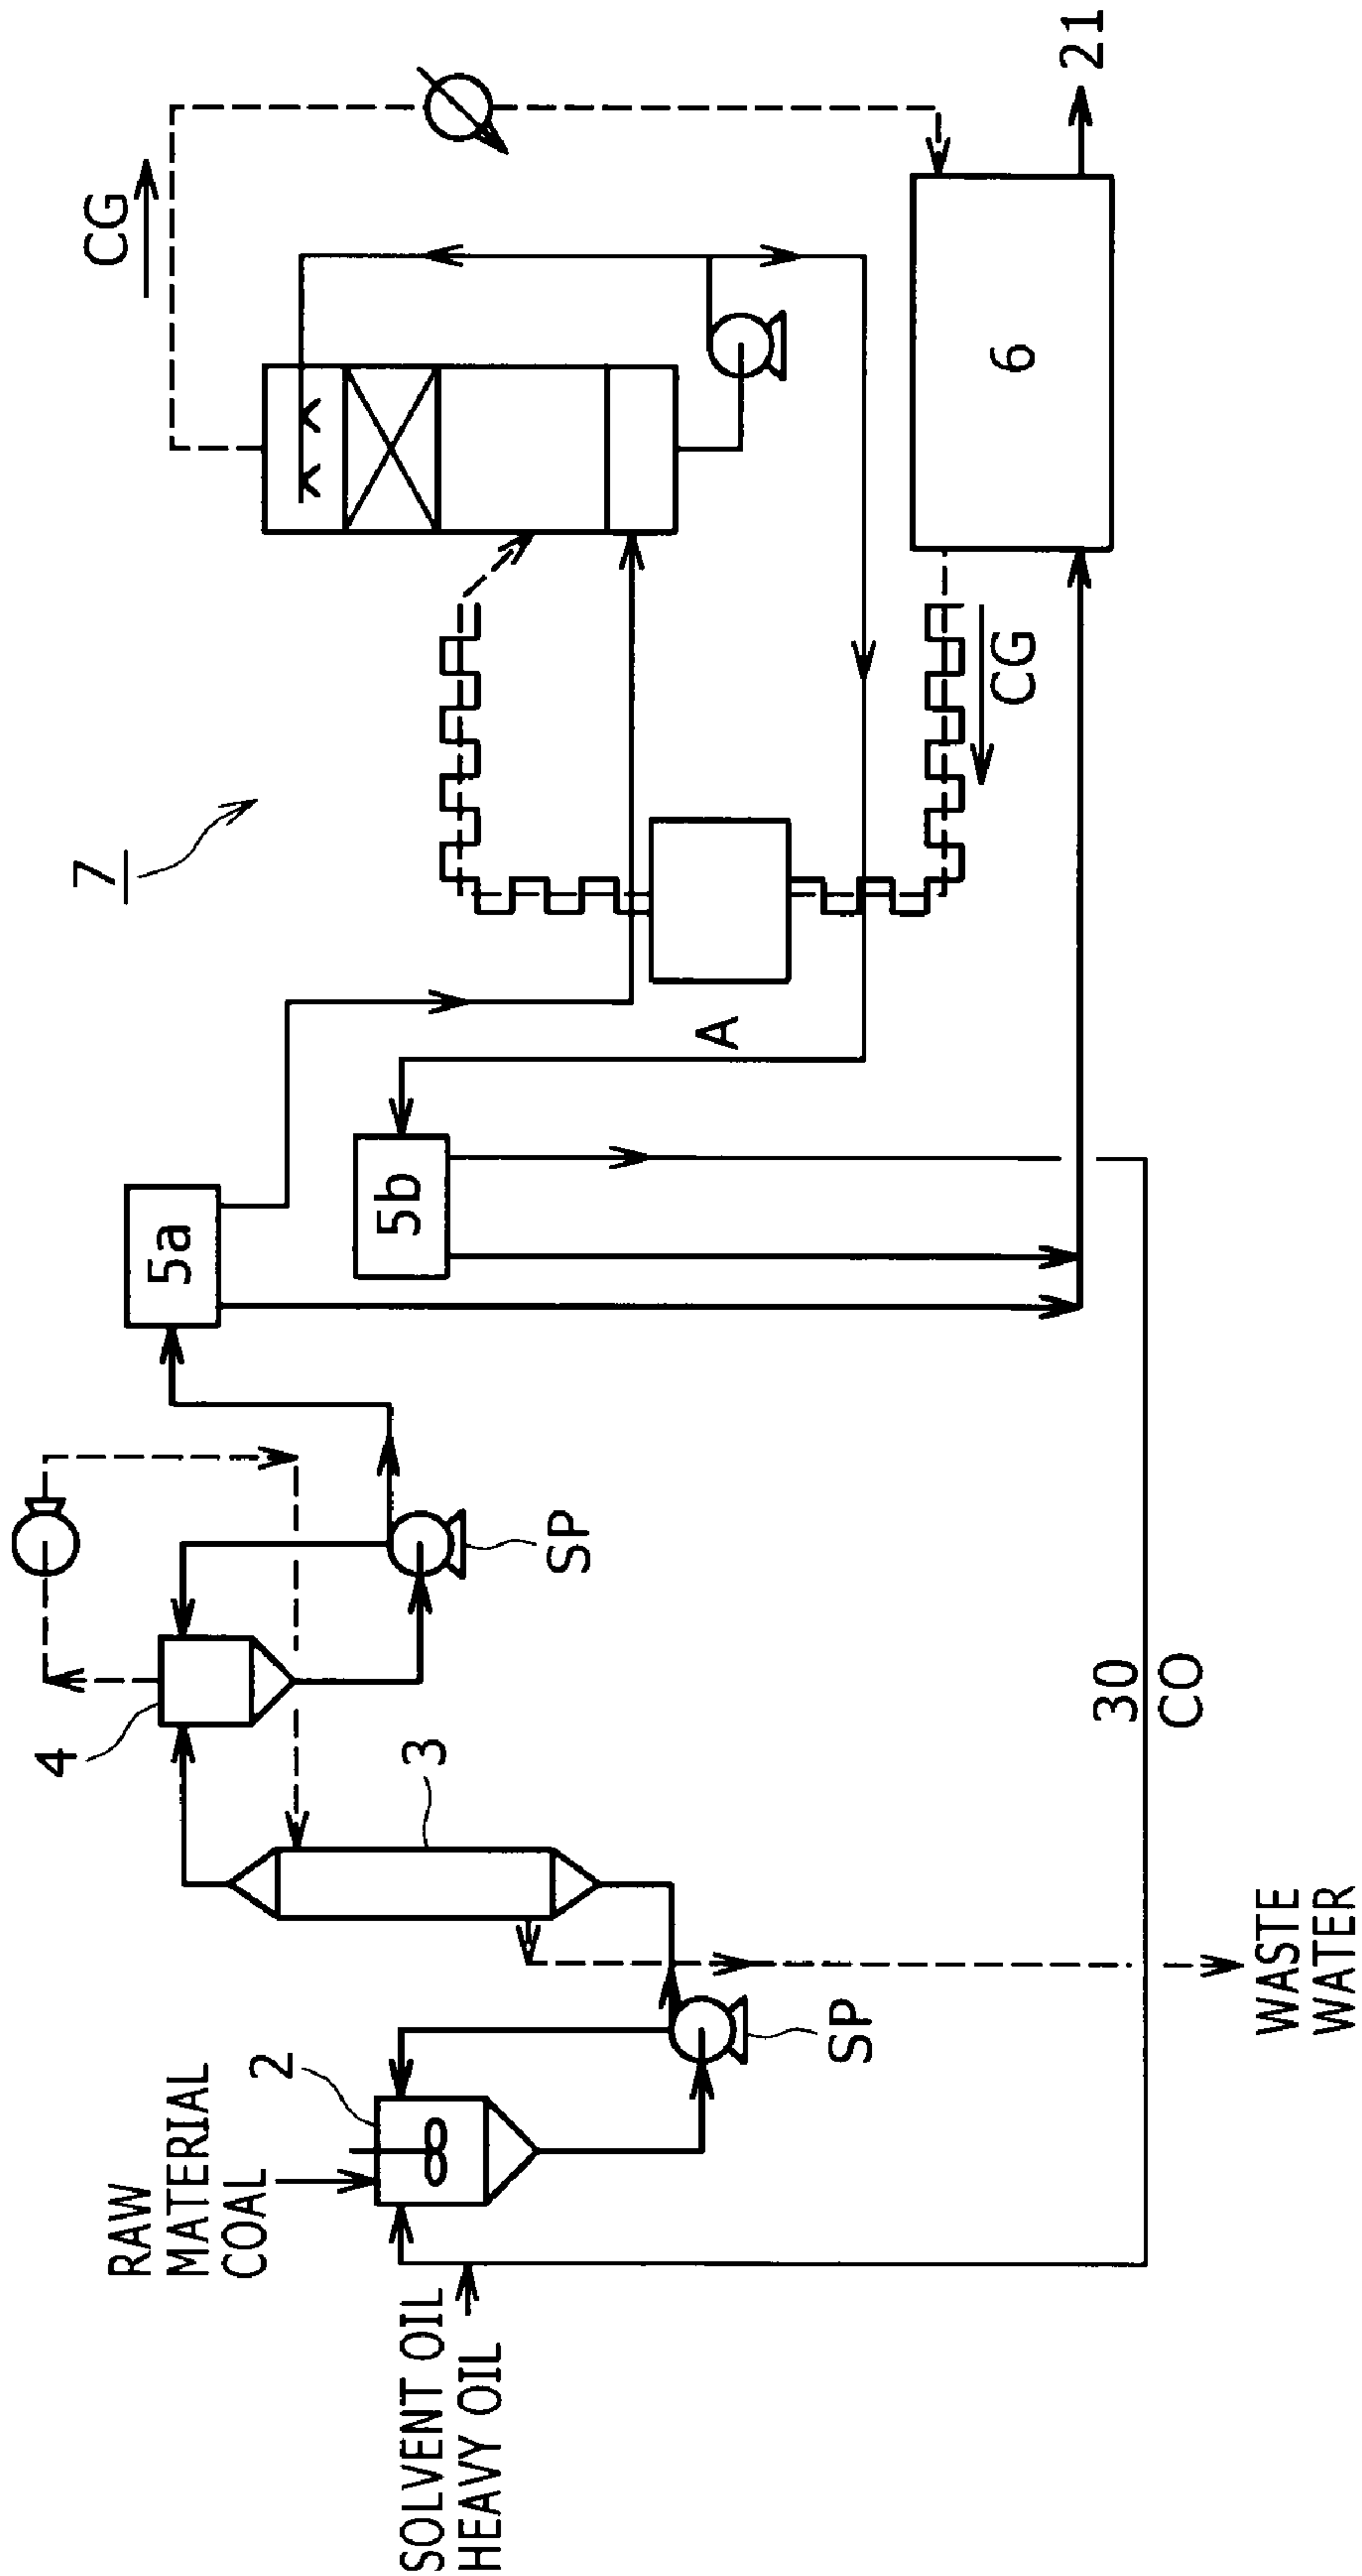 7
CG
4
5a
RAW
MATERIAL
COAL
2
3
SP
5b
A
CG
6
21
SOLVENT OIL
HEAVY OIL
SP
30
CO
WASTE
WATER